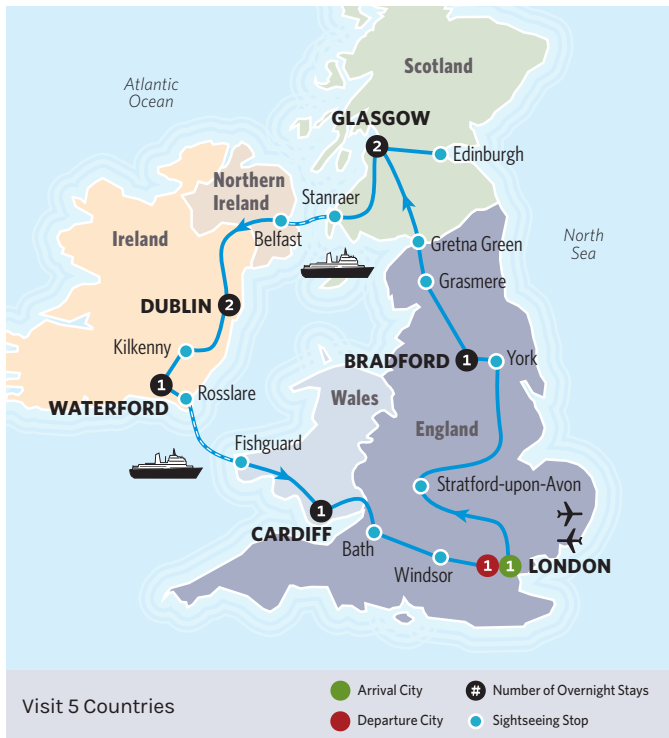 Scotland
Atlantic
Ocean
GLASGOW
2
Edinburgh
Northern
Ireland
Stanraer
Belfast
Ireland
Gretna Green
North
Sea
Grasmere
DUBLIN
2
Kilkenny
BRADFORD
1
York
1
WATERFORD
Rosslare
Wales
England
Fishguard
Stratford-upon-Avon
1
CARDIFF
Bath
Windsor
1
1
LONDON
Visit 5 Countries
Arrival City
# Number of Overnight Stays
Departure City
Sightseeing Stop